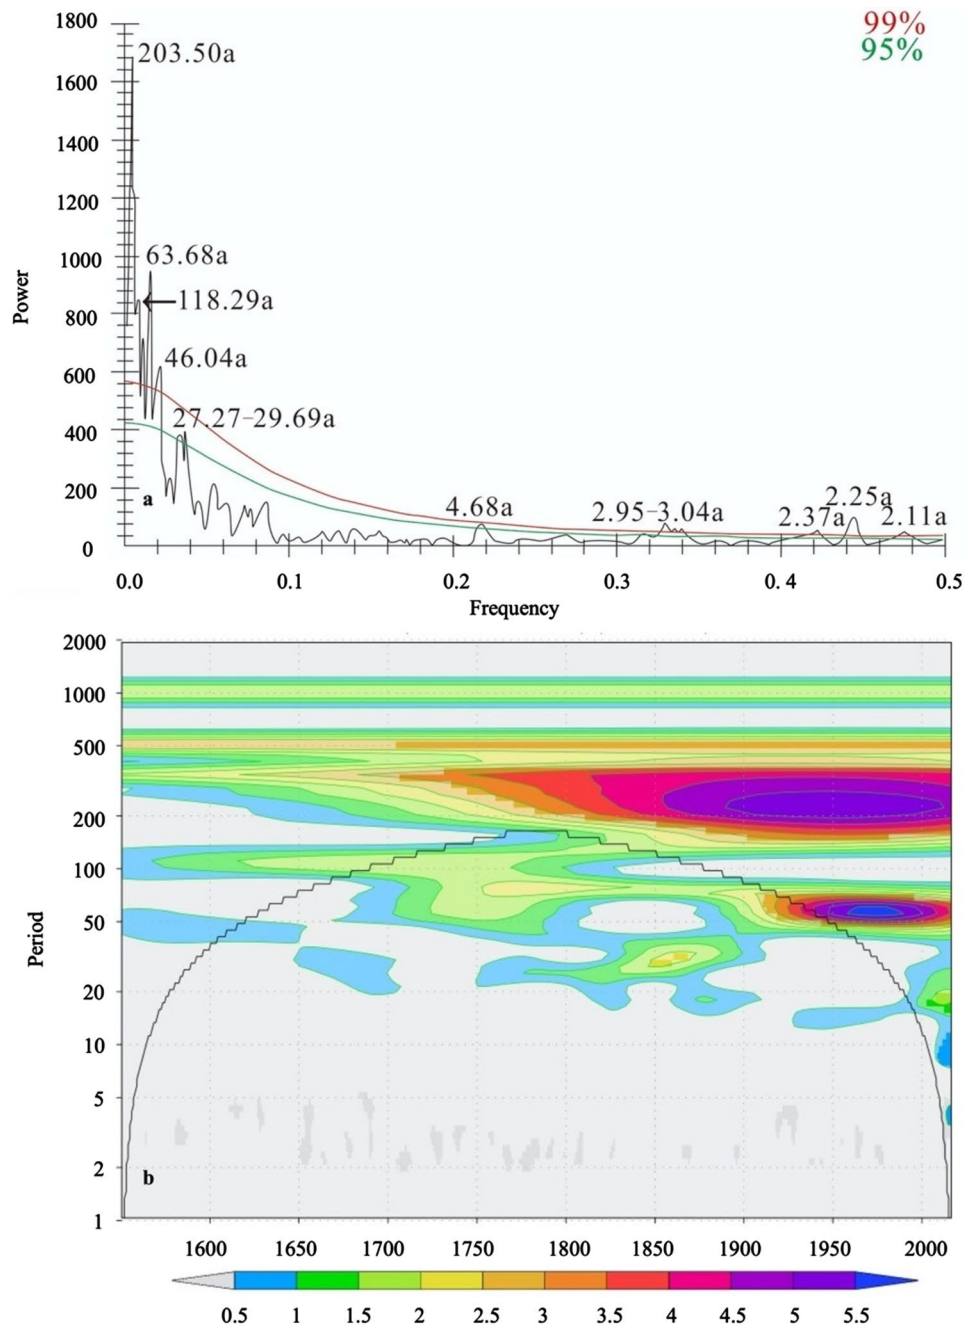 1800
99%
95%
203.50a
1600
1400
1200
1000
63.68a
118.29a
800
Power
600
46.04a
27.27-29.69a
400
200
a
4.68a
2.95-3.04a
2.25a
2.37a
2.11a
0
0.0 0.1 0.2 0.3 0.4 0.5
Frequency
2000
1000
500
200
100
50
Period
20
10
5
2
b
1
1600 1650 1700 1750 1800 1850 1900 1950 2000
0.5 1 1.5 2 2.5 3 3.5 4 4.5 5 5.5